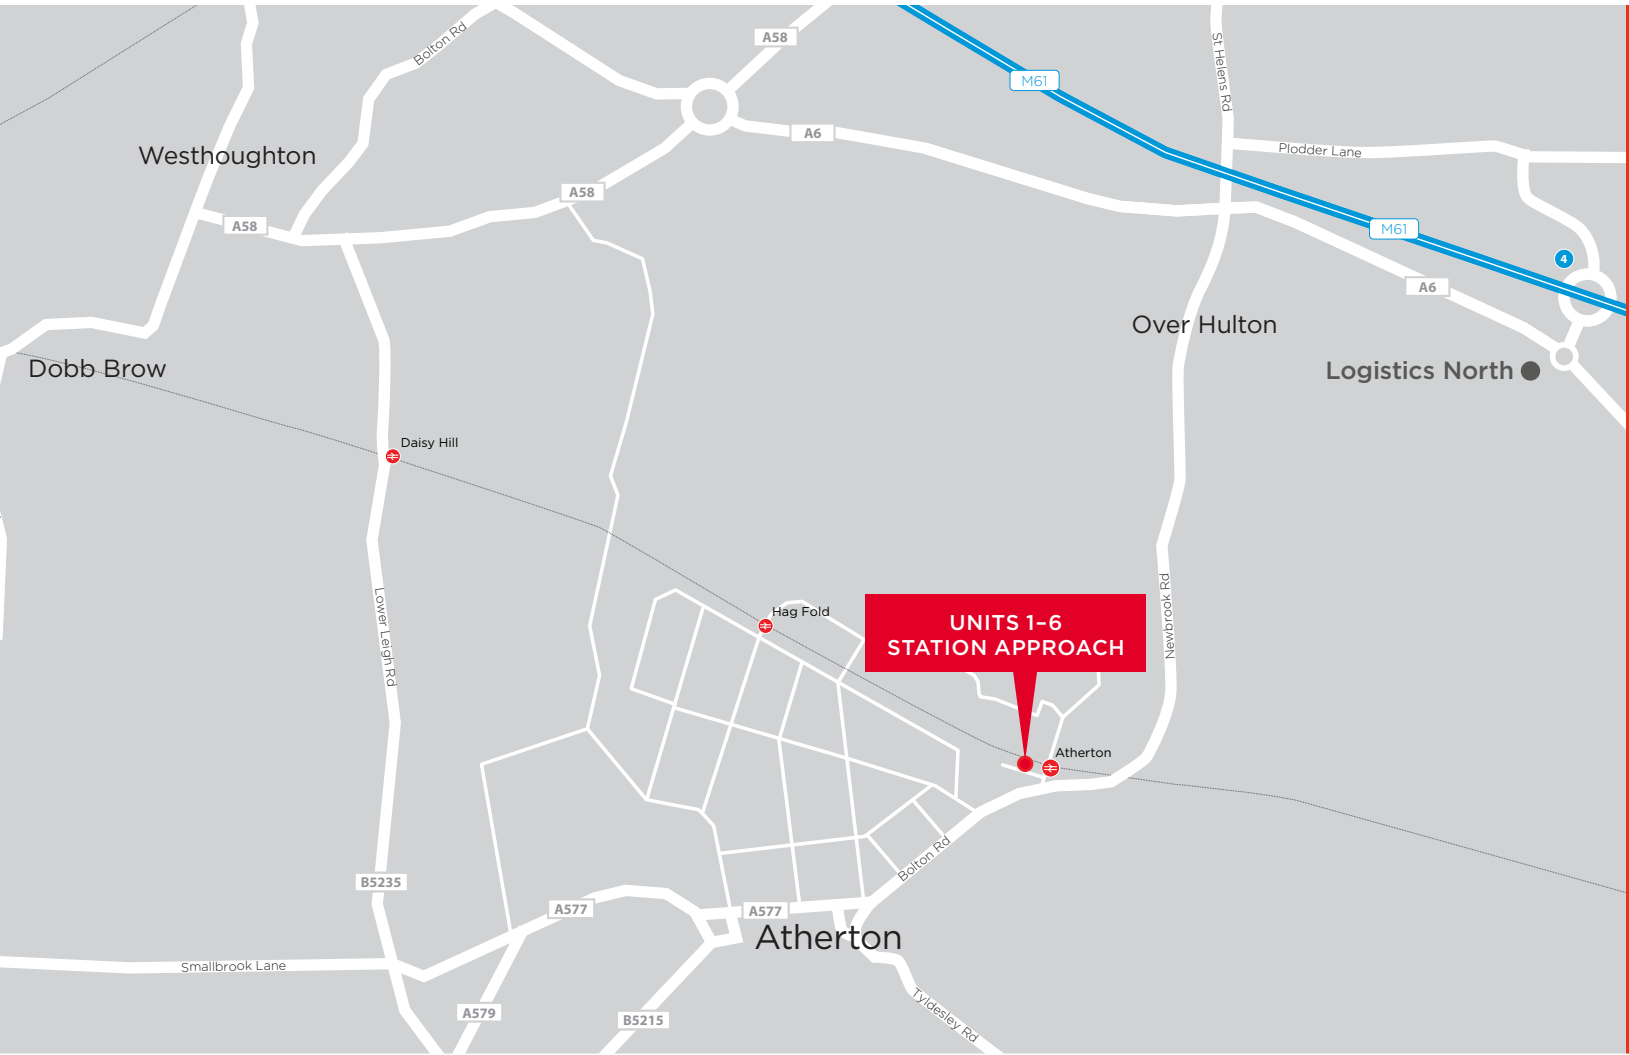 A58
Bolton Rd
St Helens Rd
M61
A6
Plodder Lane
Westhoughton
A58
A58
M61
4
A6
Over Hulton
Dobb Brow
Logistics North
Daisy Hill
Lower Leigh Rd
Newbrook Rd
Hag Fold
UNITS 1–6
STATION APPROACH
Atherton
Bolton Rd
B5235
A577
A577
Atherton
Smallbrook Lane
A579
B5215
Tyldesley Rd